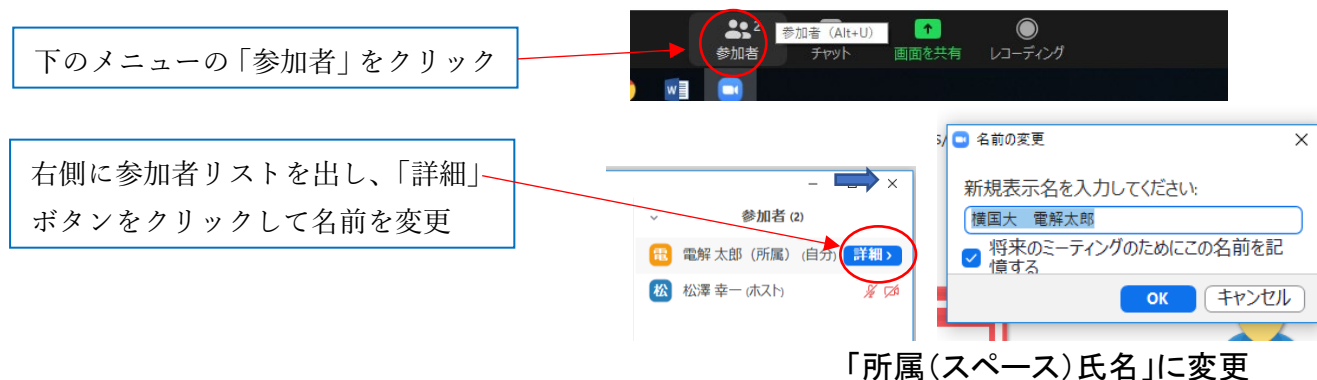 下のメニューの「参加者」をクリック
2
参加者（Alt+U）
参加者
チャット
画面を共有
レコーディング
W
右側に参加者リストを出し、「詳細」
ボタンをクリックして名前を変更
参加者 (2)
電 電解 太郎（所属） (自分) 詳細 >
松 松澤 幸一 (ホスト)
名前の変更
新規表示名を入力してください:
横国大　電解太郎
将来のミーティングのためにこの名前を記
憶する
OK キャンセル
「所属(スペース)氏名」に変更